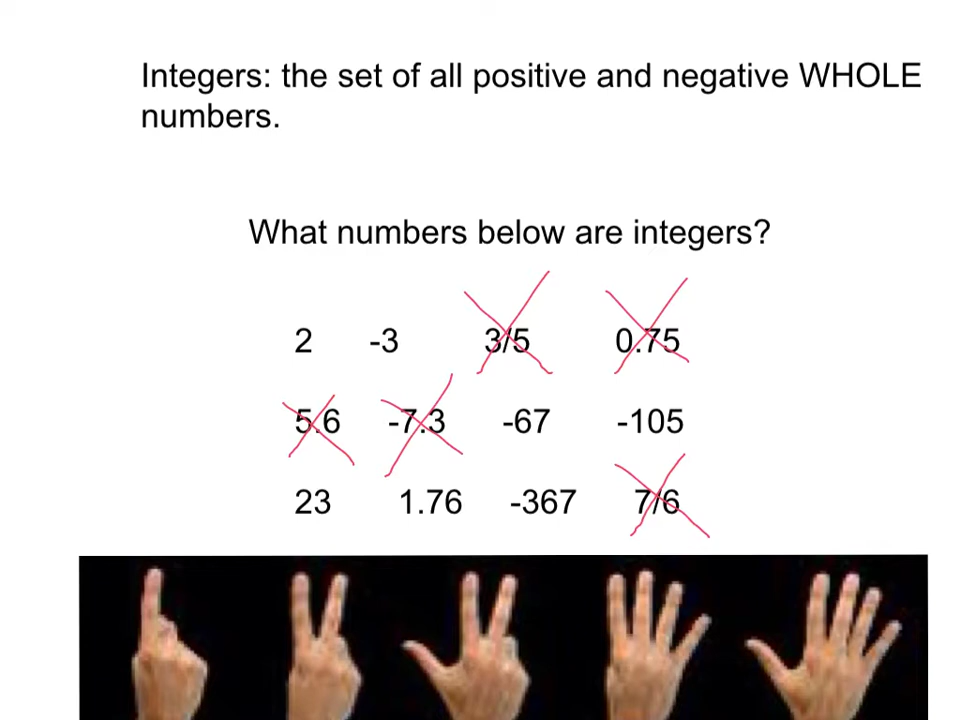 Integers: the set of all positive and negative WHOLE
numbers.
What numbers below are integers?
2 -3 3/5 0.75
5.6 -7.3 -67 -105
23 1.76 -367 7/6